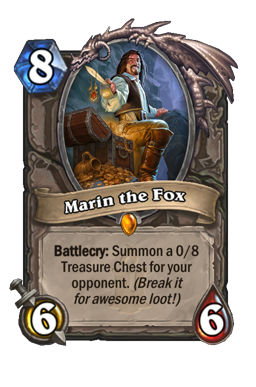 8
Marin the Fox
Battlecry: Summon a 0/8
Treasure Chest for your
opponent. (Break it
for awesome loot!)
6
6